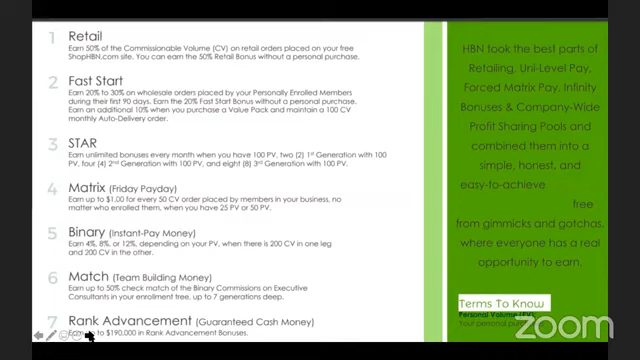 1 Retail
Earn 50% of the Commissionable Volume (CV) on retail orders placed on your free
ShopHBN.com site. You can earn the 50% Retail Bonus without a personal purchase.
2 Fast Start
Earn 20% to 30% on wholesale orders placed by your Personally Enrolled Members
during their first 90 days. Earn the 20% Fast Start Bonus without a personal purchase.
Earn an additional 10% when you purchase a Value Pack and maintain a 100 CV
monthly Auto-Delivery order.
3 STAR
Earn unlimited bonuses every month when you have 100 PV, two (2) 1st Generation with 100
PV, four (4) 2nd Generation with 100 PV, and eight (8) 3rd Generation with 100 PV.
4 Matrix (Friday Payday)
Earn up to $1.00 for every 50 CV order placed by members in your business, no
matter who enrolled them, when you have 25 PV or 50 PV.
5 Binary (Instant-Pay Money)
Earn 4%, 8%, or 12%, depending on your PV, when there is 200 CV in one leg
and 200 CV in the other.
6 Match (Team Building Money)
Earn up to 50% check match of the Binary Commissions on Executive
Consultants in your enrollment tree, up to 7 generations deep.
7 Rank Advancement (Guaranteed Cash Money)
to $190,000 in Rank Advancement Bonuses.
HBN took the best parts of
Retailing, Uni-Level Pay,
Forced Matrix Pay, Infinity
Bonuses & Company-Wide
Profit Sharing Pools and
combined them into a
simple, honest, and
easy-to-achieve
free
from gimmicks and gotchas,
where everyone has a real
opportunity to earn.
Terms To Know
Personal Volume (PV):
Your personal
zoom